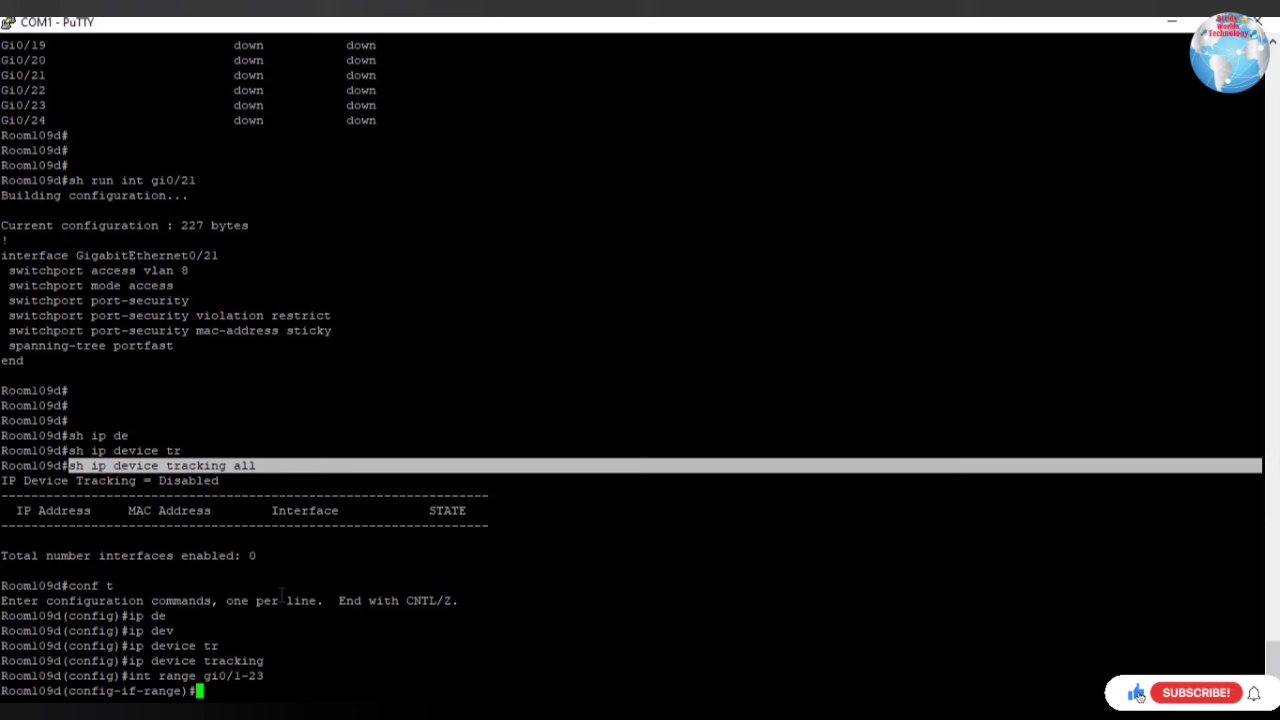 COM1 - PuTTY
Study
Worlds
Technology
Gi0/19 down down
Gi0/20 down down
Gi0/21 down down
Gi0/22 down down
Gi0/23 down down
Gi0/24 down down
Room109d#
Room109d#
Room109d#
Room109d#sh run int gi0/21
Building configuration...
Current configuration : 227 bytes
!
interface GigabitEthernet0/21
switchport access vlan 8
switchport mode access
switchport port-security
switchport port-security violation restrict
switchport port-security mac-address sticky
spanning-tree portfast
end
Room109d#
Room109d#
Room109d#
Room109d#sh ip de
Room109d#sh ip device tr
Room109d#sh ip device tracking all
IP Device Tracking = Disabled
-----------------------------------------------------------------
IP Address MAC Address Interface STATE
-----------------------------------------------------------------
Total number interfaces enabled: 0
Room109d#conf t
Enter configuration commands, one per line. End with CNTL/Z.
Room109d(config)#ip de
Room109d(config)#ip dev
Room109d(config)#ip device tr
Room109d(config)#ip device tracking
Room109d(config)#int range gi0/1-23
Room109d(config-if-range)#
SUBSCRIBE!